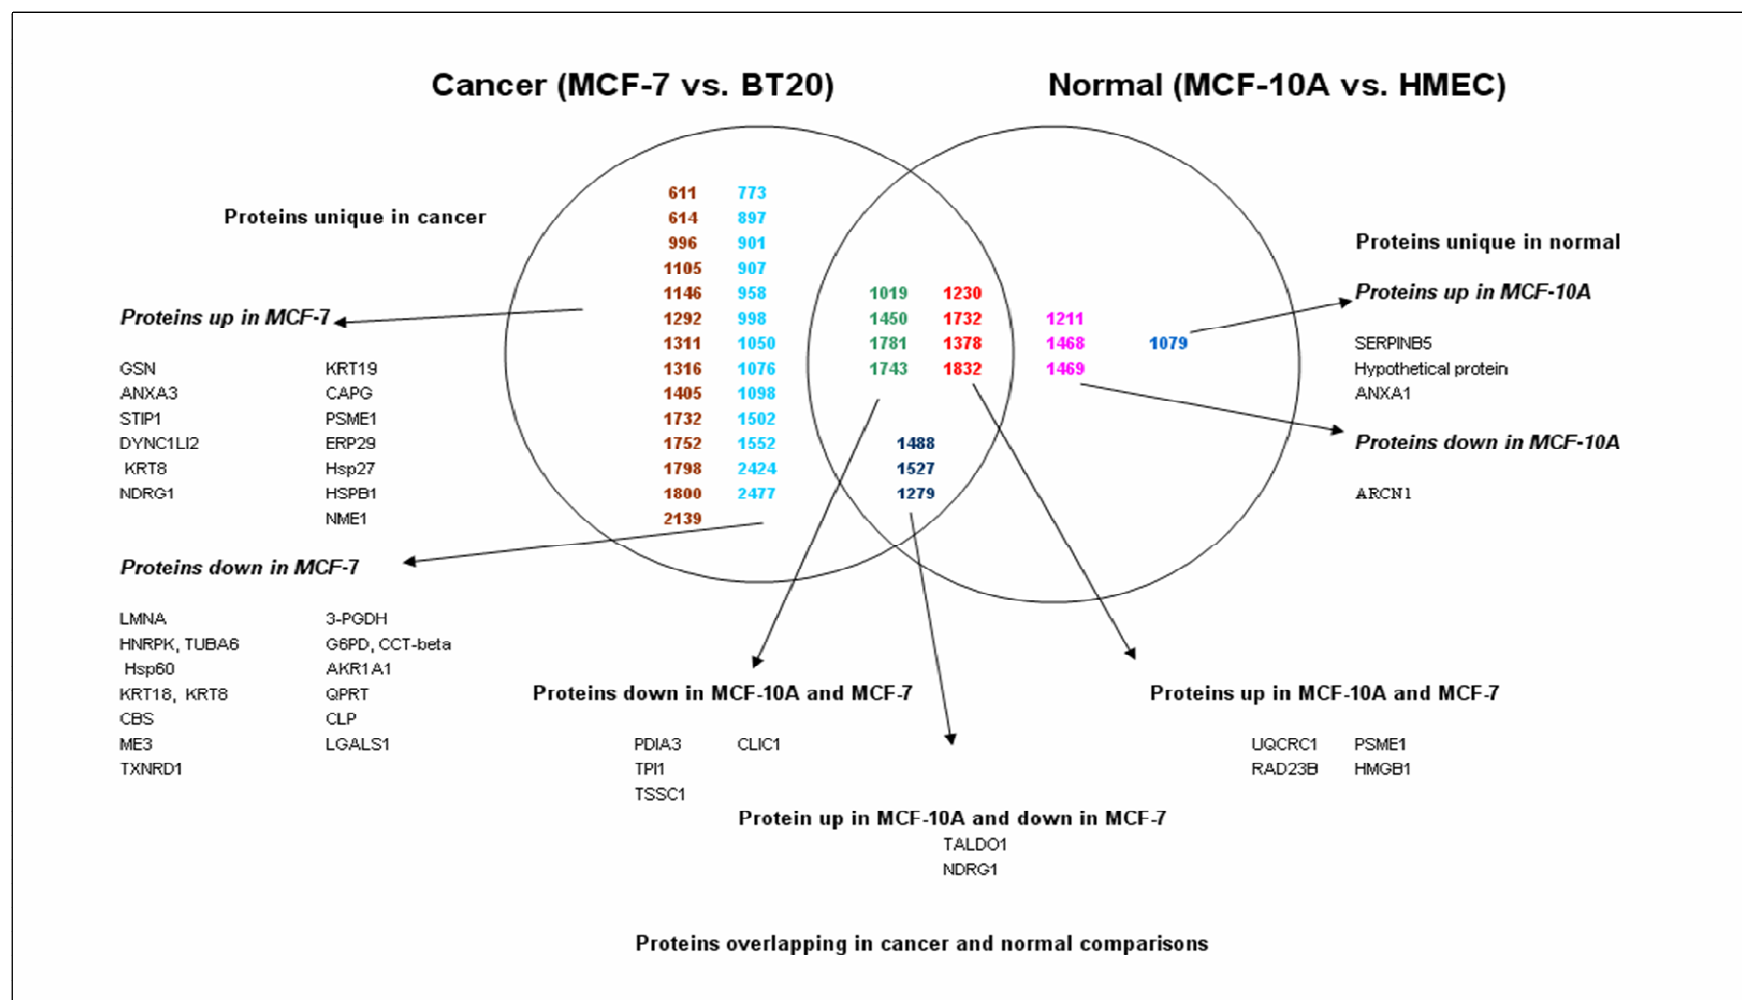 Cancer (MCF-7 vs. BT20)
Normal (MCF-10A vs. HMEC)
Proteins unique in cancer
Proteins up in MCF-7
GSN KRT19
ANXA3 CAPG
STIP1 PSME1
DYNC1LI2 ERP29
KRT8 Hsp27
NDRG1 HSPB1
NME1
Proteins down in MCF-7
LMNA 3-PGDH
HNRPK, TUBA6 G6PD, CCT-beta
Hsp60 AKR1A1
KRT18, KRT8 QPRT
CBS CLP
ME3 LGALS1
TXNRD1
611 773
614 897
996 901
1105 907
1146 958
1292 998
1311 1050
1316 1076
1405 1098
1732 1502
1752 1552
1798 2424
1800 2477
2139
1019 1230
1450 1732
1781 1378
1743 1832
1488
1527
1279
1211
1468
1469
1079
Proteins unique in normal
Proteins up in MCF-10A
SERPINB5
Hypothetical protein
ANXA1
Proteins down in MCF-10A
ARCN1
Proteins down in MCF-10A and MCF-7
PDIA3 CLIC1
TPI1
TSSC1
Proteins up in MCF-10A and MCF-7
UQCRC1 PSME1
RAD23B HMGB1
Protein up in MCF-10A and down in MCF-7
TALDO1
NDRG1
Proteins overlapping in cancer and normal comparisons